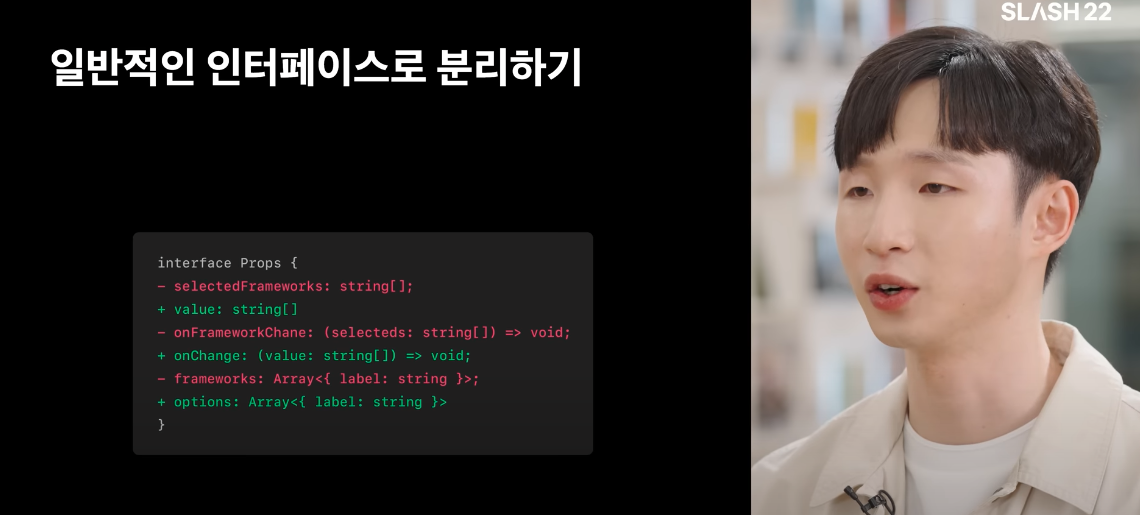 SLASH 22
일반적인 인터페이스로 분리하기
interface Props {
- selectedFrameworks: string[];
+ value: string[]
- onFrameworkChane: (selecteds: string[]) => void;
+ onChange: (value: string[]) => void;
- frameworks: Array<{ label: string }>;
+ options: Array<{ label: string }>
}